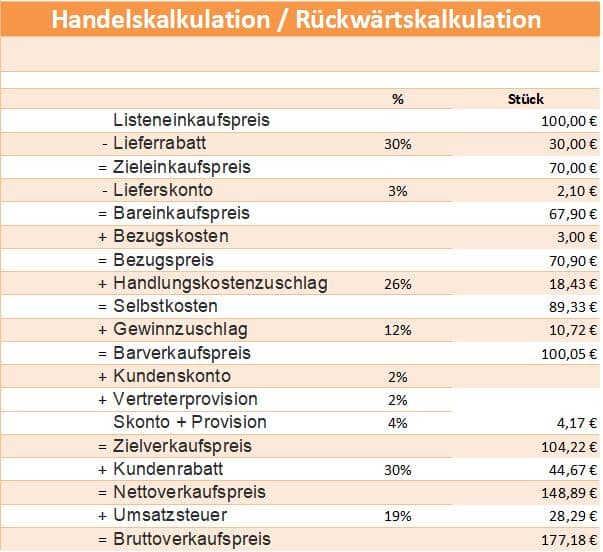 Handelskalkulation / Rückwärtskalkulation
% Stück
Listeneinkaufspreis 100,00 €
- Lieferrabatt 30% 30,00 €
= Zieleinkaufspreis 70,00 €
- Lieferskonto 3% 2,10 €
= Bareinkaufspreis 67,90 €
+ Bezugskosten 3,00 €
= Bezugspreis 70,90 €
+ Handlungskostenzuschlag 26% 18,43 €
= Selbstkosten 89,33 €
+ Gewinnzuschlag 12% 10,72 €
= Barverkaufspreis 100,05 €
+ Kundenskonto 2%
+ Vertreterprovision 2%
Skonto + Provision 4% 4,17 €
= Zielverkaufspreis 104,22 €
+ Kundenrabatt 30% 44,67 €
= Nettoverkaufspreis 148,89 €
+ Umsatzsteuer 19% 28,29 €
= Bruttoverkaufspreis 177,18 €